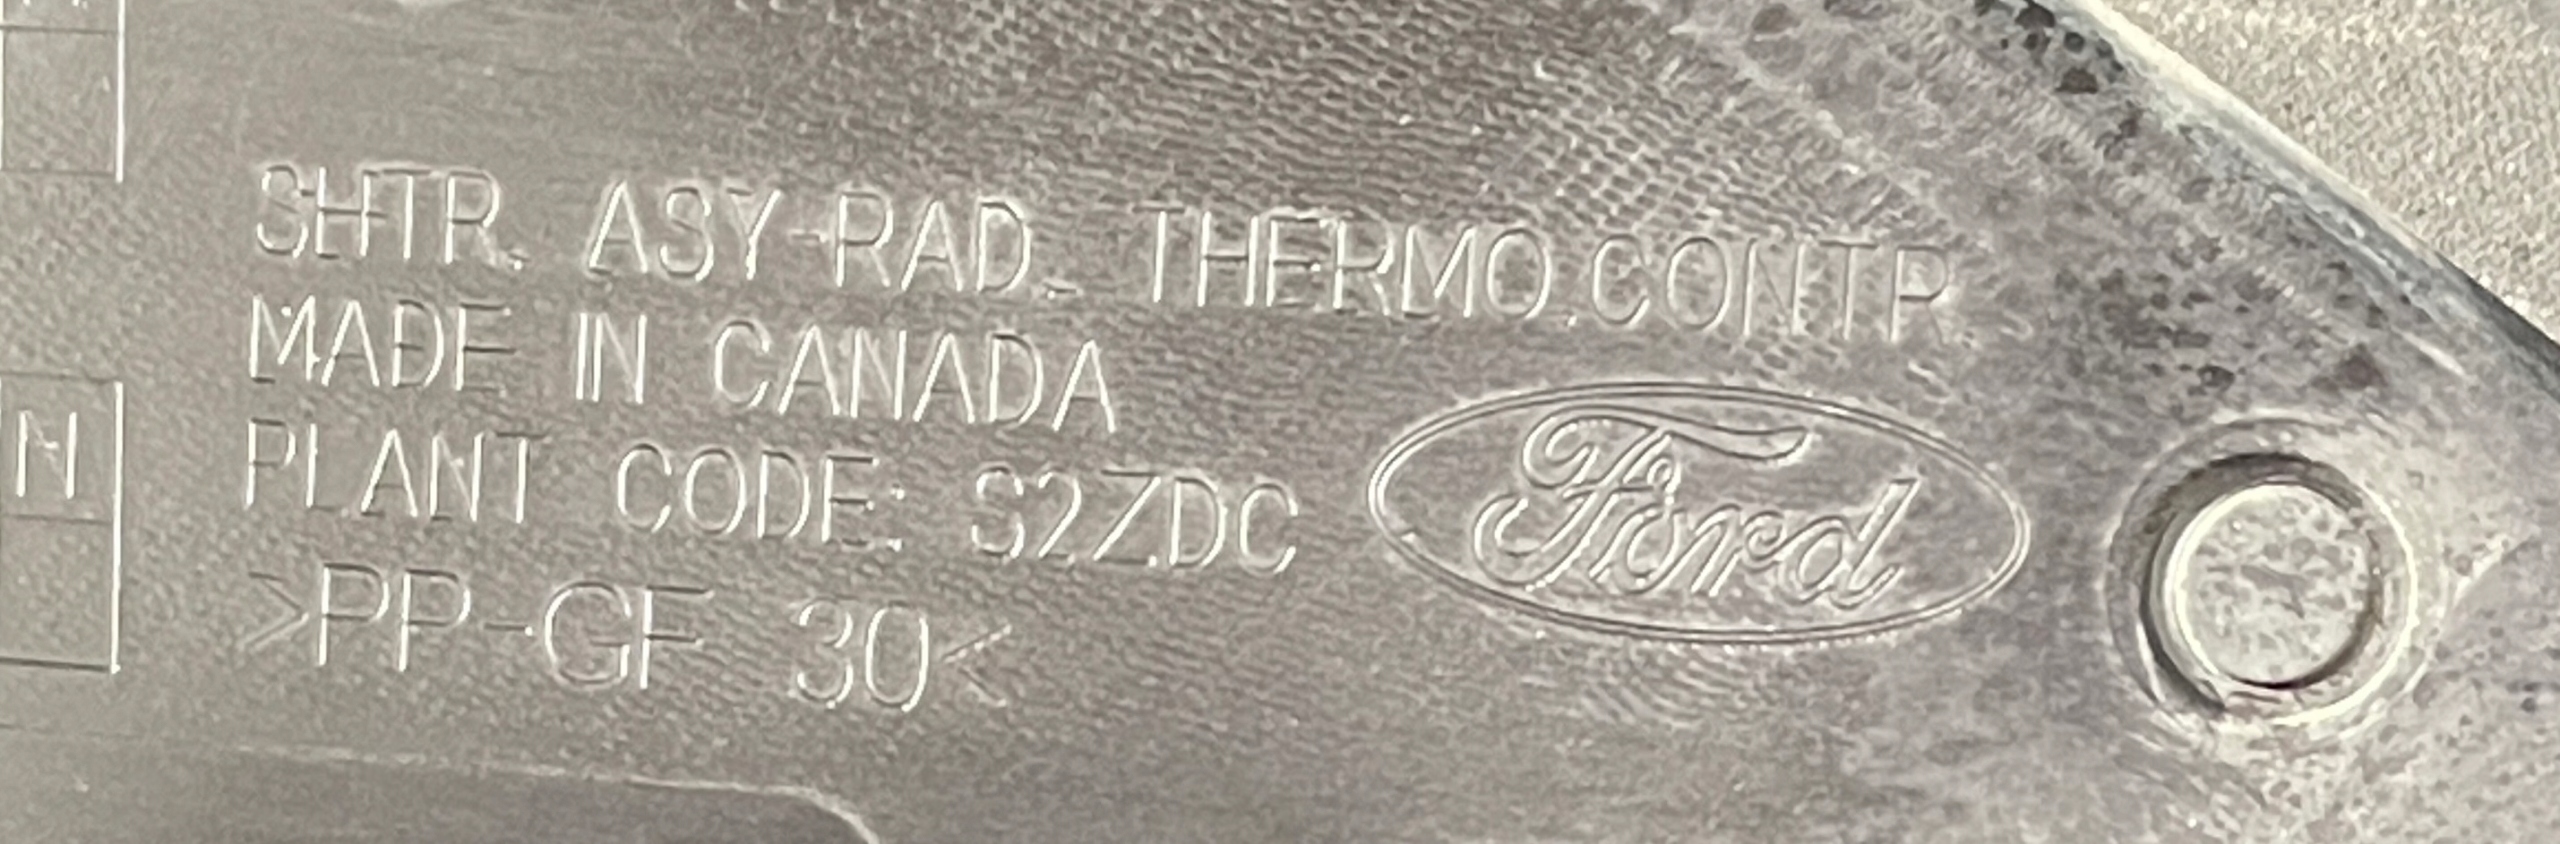 SHTR. ASY-RAD. THERMO.CONTR.
MADE IN CANADA
PLANT CODE: S2ZDC
Ford
>PP-GF 30<
N